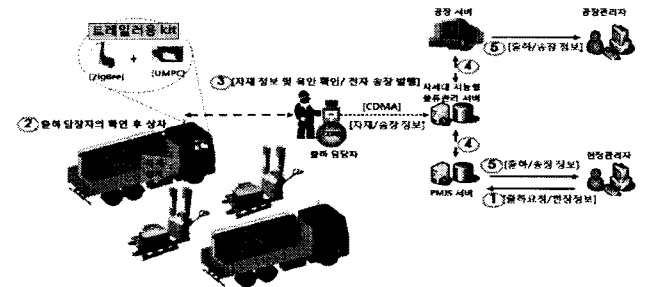 트레일러용 kit
[ZigBee] + [UMPC]
② 출하 담당자의 확인 후 상차
③ [자재 정보 및 육안 확인/ 전자 송장 발행]
출하 담당자
[CDMA]
[자재/송장 정보]
공장 서버
④
차세대 지능형
물류관리 서버
④
PMIS 서버
공장관리자
⑤ [출하/송장 정보]
현장관리자
⑤ [출하/송장 정보]
① [출하요청/현장정보]